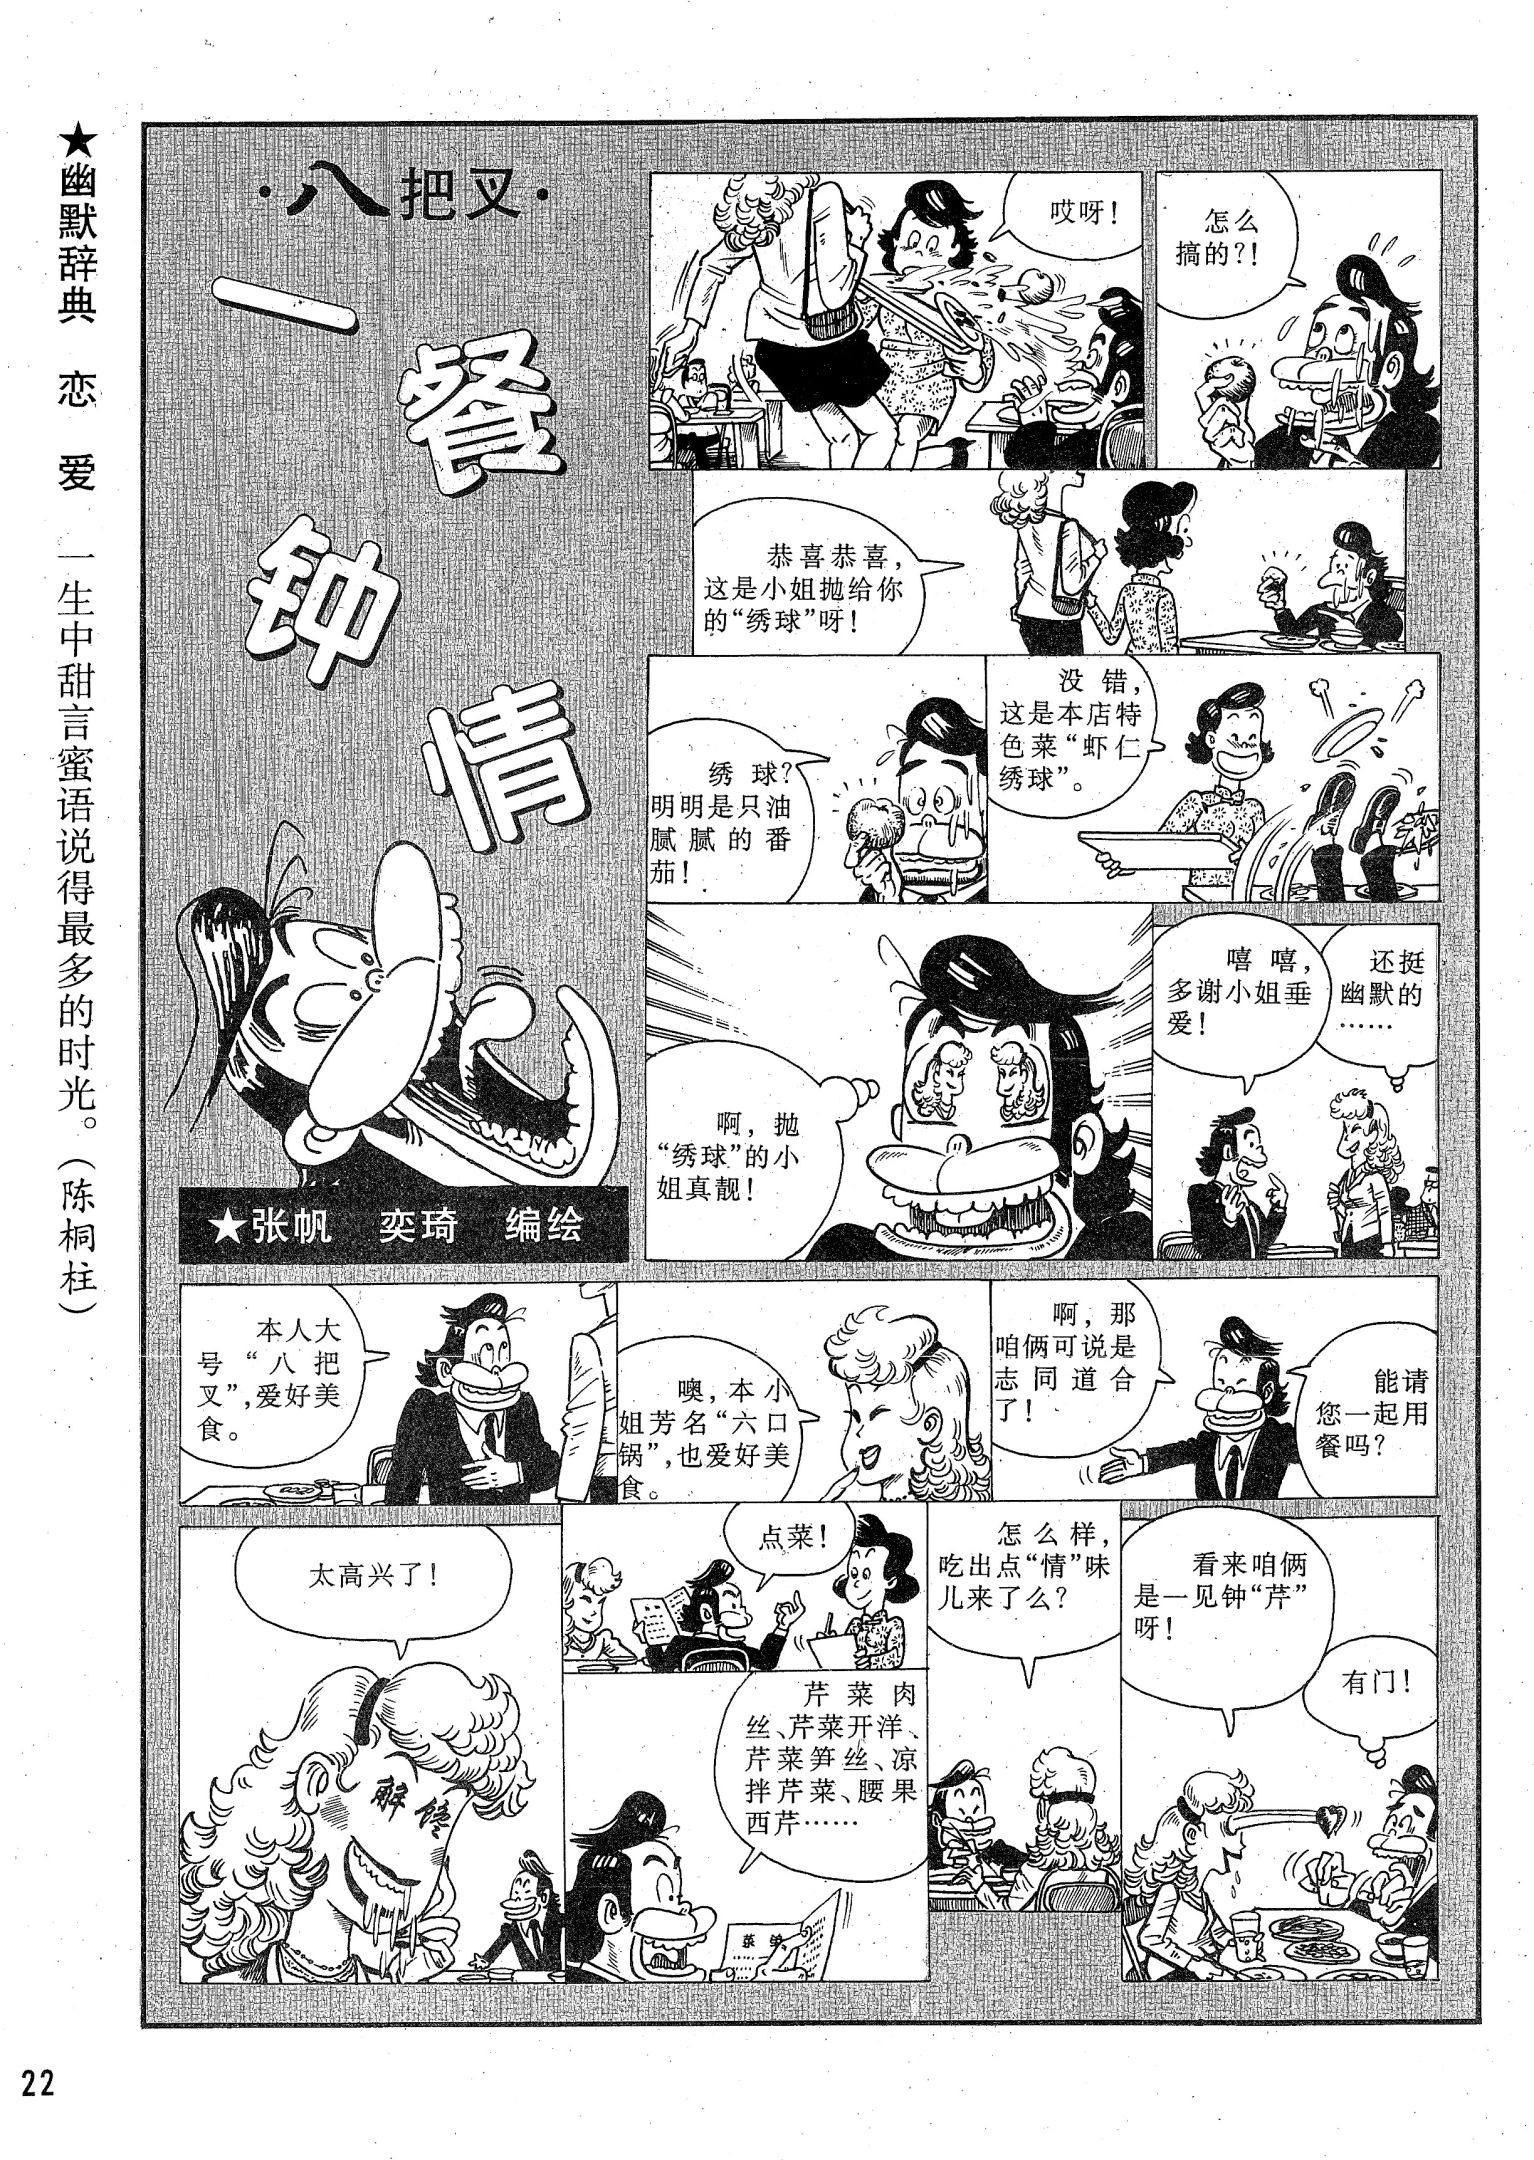 ★幽默辞典 恋 爱 一生中甜言蜜语说得最多的时光。(陈桐柱)
·八把叉·
一
餐
钟
情
★张帆 奕琦 编绘
哎呀!
怎么
搞的?!
恭喜恭喜,
这是小姐抛给你
的“绣球”呀!
绣球?
明明是只油
腻腻的番
茄!
没错,
这是本店特
色菜“虾仁
绣球”。
啊,抛
“绣球”的小
姐真靓!
嘻嘻,
多谢小姐垂
爱!
还挺
幽默的
……
本人大
号“八把
叉”,爱好美
食。
噢,本小
姐芳名“六口
锅”,也爱好美
食。
啊,那
咱俩可说是
志同道合
了!
能请
您一起用
餐吗?
太高兴了!
解馋
点菜!
芹菜肉
丝、芹菜开洋、
芹菜笋丝、凉
拌芹菜、腰果
西芹……
菜单
怎么样,
吃出点“情”味
儿来了么?
看来咱俩
是一见钟“芹”
呀!
有门!
22